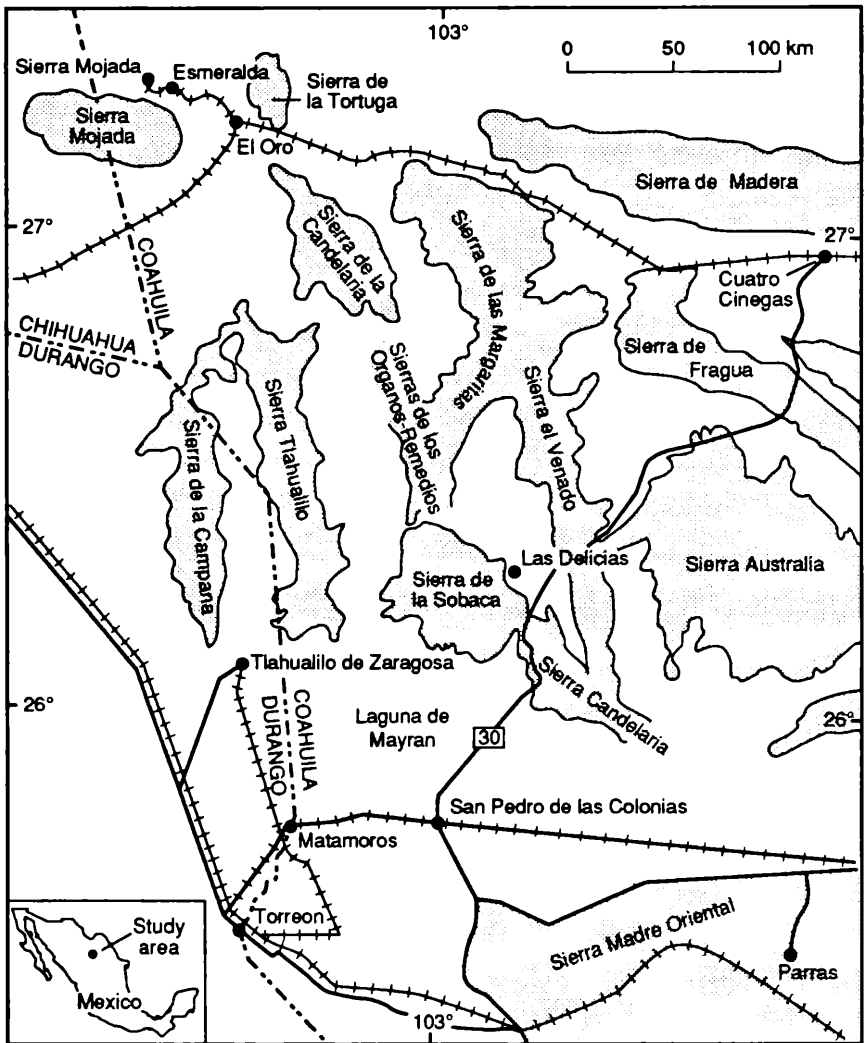 103°
0 50 100 km
Sierra Mojada
Esmeralda
Sierra de
la Tortuga
Sierra
Mojada
El Oro
Sierra de Madera
27°
27°
Sierra de la
Candelaria
Sierra de las Margaritas
Cuatro
Cinegas
COAHUILA
CHIHUAHUA
DURANGO
Sierra de
Fragua
Sierras de los
Organos-Remedios
Sierra el Venado
Sierra Tlahualilo
Sierra de la Campana
Las Delicias
Sierra Australia
Sierra de
la Sobaca
Tlahualilo de Zaragosa
Sierra Candelaria
26°
26°
COAHUILA
DURANGO
Laguna de
Mayran
30
San Pedro de las Colonias
Matamoros
Torreon
Sierra Madre Oriental
Parras
Study
area
Mexico
103°